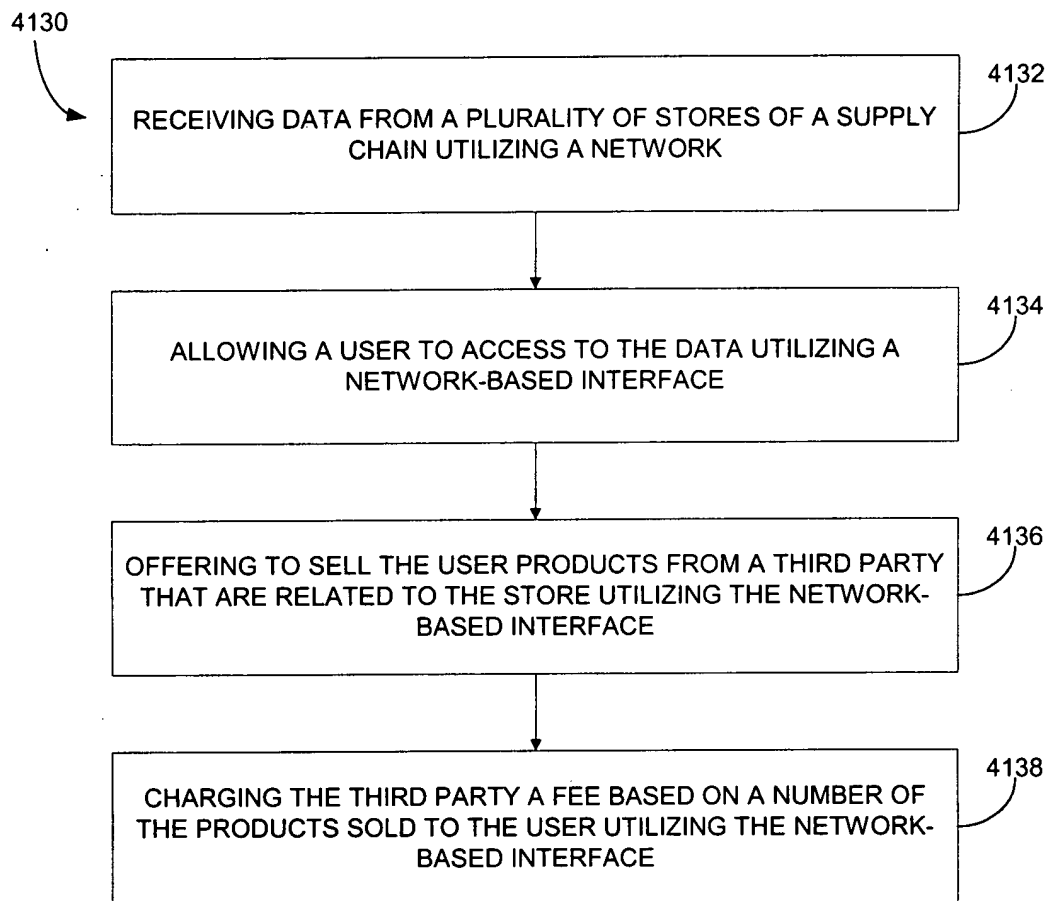 4130
4132
RECEIVING DATA FROM A PLURALITY OF STORES OF A SUPPLY
CHAIN UTILIZING A NETWORK
4134
ALLOWING A USER TO ACCESS TO THE DATA UTILIZING A
NETWORK-BASED INTERFACE
4136
OFFERING TO SELL THE USER PRODUCTS FROM A THIRD PARTY
THAT ARE RELATED TO THE STORE UTILIZING THE NETWORK-
BASED INTERFACE
4138
CHARGING THE THIRD PARTY A FEE BASED ON A NUMBER OF
THE PRODUCTS SOLD TO THE USER UTILIZING THE NETWORK-
BASED INTERFACE